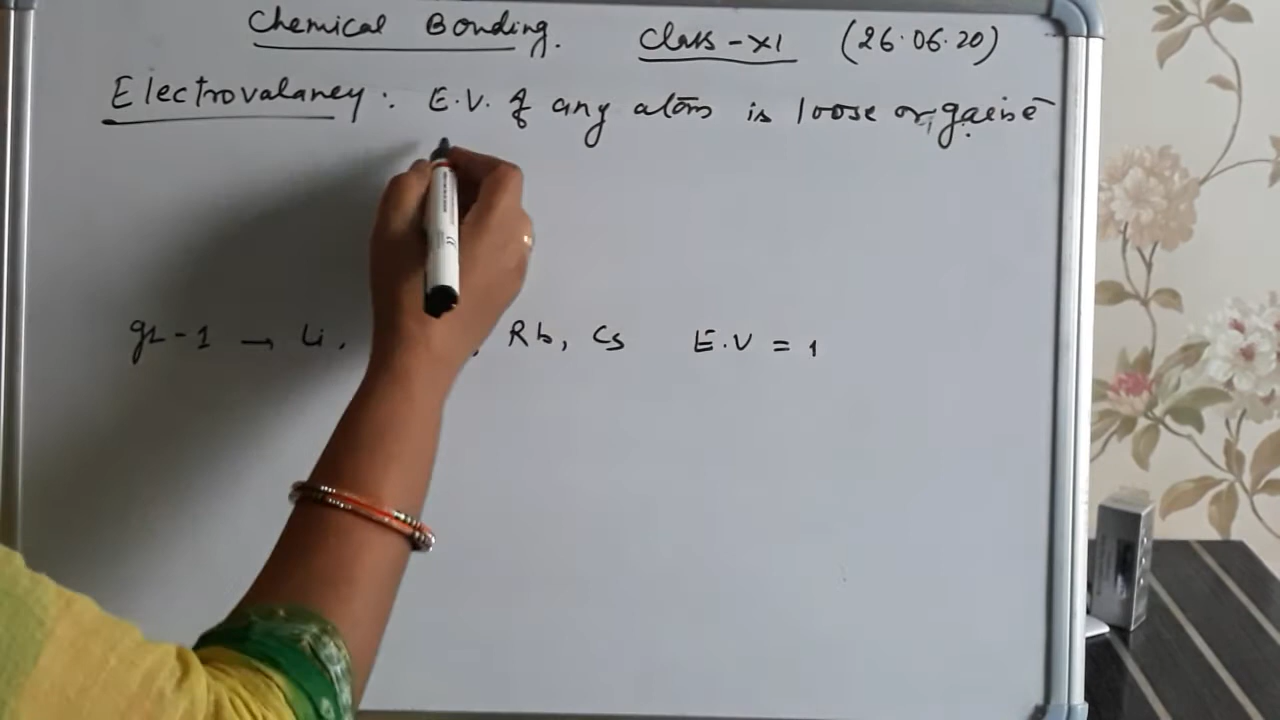 Chemical Bonding. Class-XI (26.06.20)
Electrovalaney: E.V. of any atom is loose or gaine ē
gr-1 → Li, , Rb, Cs E.V = 1